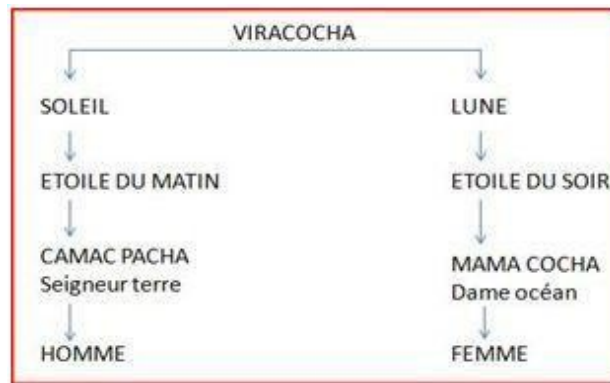 VIRACOCHA
SOLEIL
LUNE
ETOILE DU MATIN
ETOILE DU SOIR
CAMAC PACHA
Seigneur terre
MAMA COCHA
Dame océan
HOMME
FEMME